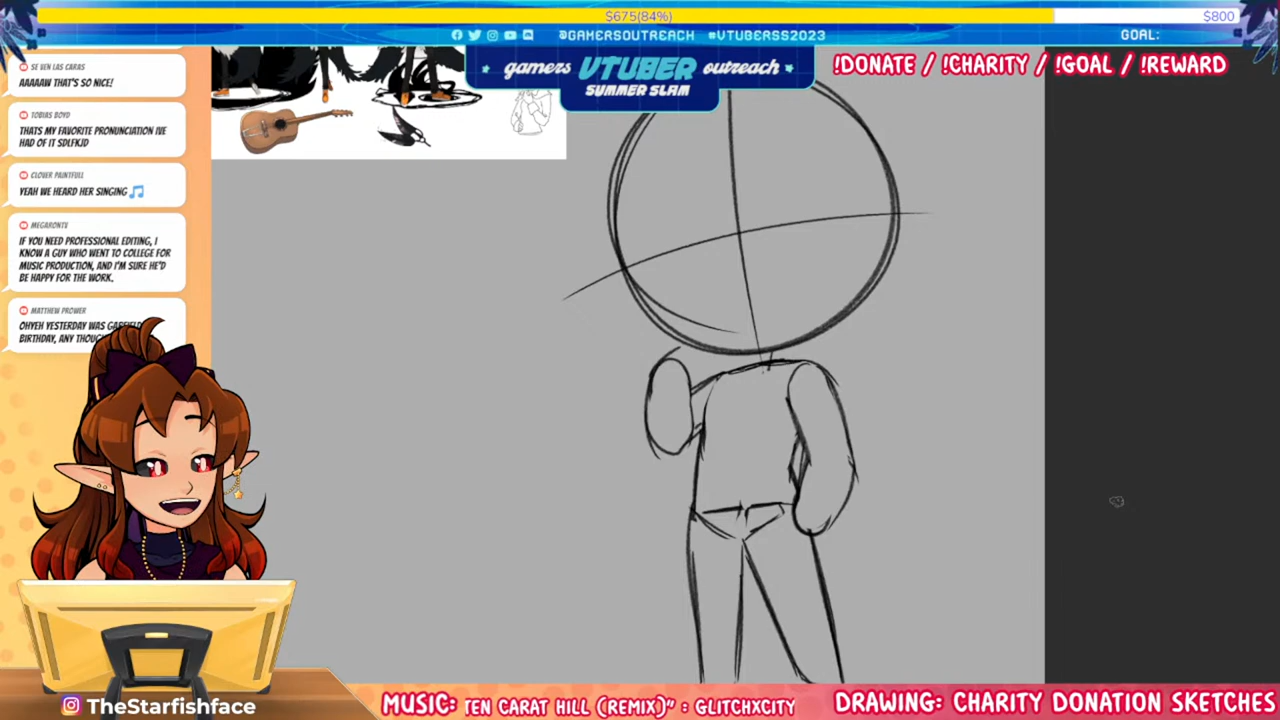 $675(84%)
$800
@GAMERSOUTREACH
#VTUBERSS2023
GOAL:
gamers VTUBER outreach
SUMMER SLAM
!DONATE / !CHARITY / !GOAL / !REWARD
SE VEN LAS CARAS
AAAAAW THAT'S SO NICE!
TOBIAS BOYD
THATS MY FAVORITE PRONUNCIATION IVE
HAD OF IT SDLFKJD
CLOVER PAINTFULL
YEAH WE HEARD HER SINGING
MEGARONTV
IF YOU NEED PROFESSIONAL EDITING, I
KNOW A GUY WHO WENT TO COLLEGE FOR
MUSIC PRODUCTION, AND I'M SURE HE'D
BE HAPPY FOR THE WORK.
MATTHEW PROWER
OHYEH YESTERDAY WAS
BIRTHDAY, ANY
TheStarfishface
MUSIC: TEN CARAT HILL (REMIX)" : GLITCHXCITY
DRAWING: CHARITY DONATION SKETCHES